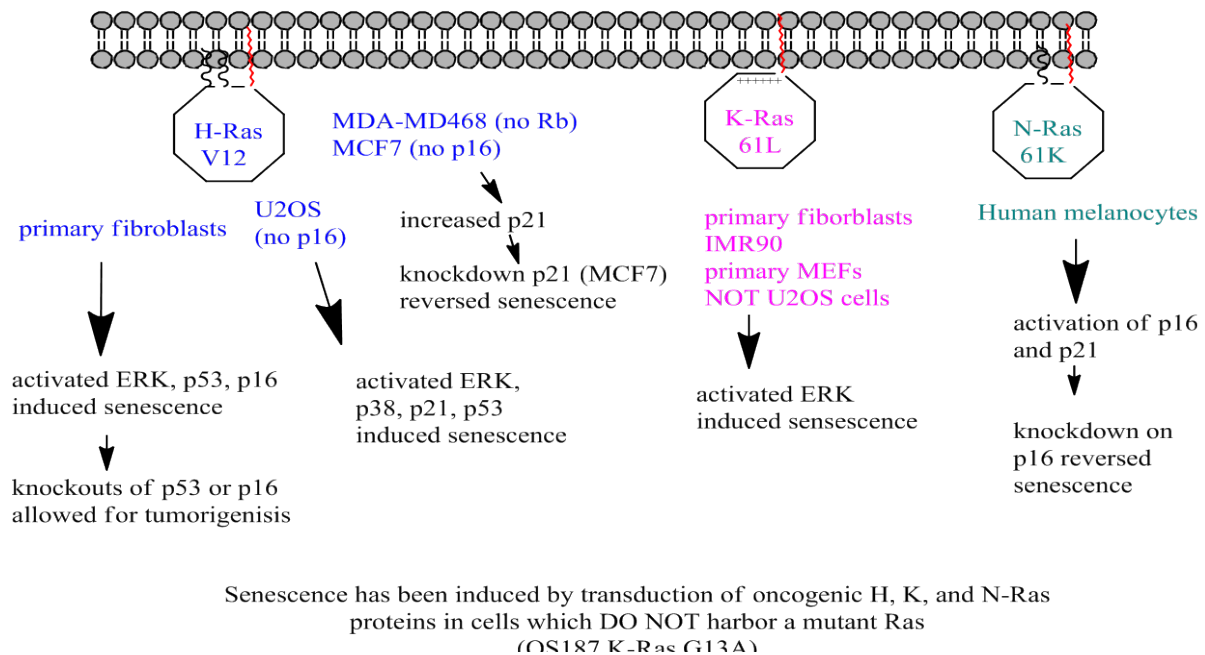 H-Ras
V12
MDA-MD468 (no Rb)
MCF7 (no p16)
K-Ras
61L
++++++
N-Ras
61K
primary fibroblasts
U2OS
(no p16)
increased p21
knockdown p21 (MCF7)
reversed senescence
primary fiborblasts
IMR90
primary MEFs
NOT U2OS cells
Human melanocytes
activated ERK, p53, p16
induced senescence
activated ERK,
p38, p21, p53
induced senescence
activated ERK
induced sensescence
activation of p16
and p21
knockouts of p53 or p16
allowed for tumorigenisis
knockdown on
p16 reversed
senescence
Senescence has been induced by transduction of oncogenic H, K, and N-Ras
proteins in cells which DO NOT harbor a mutant Ras
(OS187 K-Ras G13A)